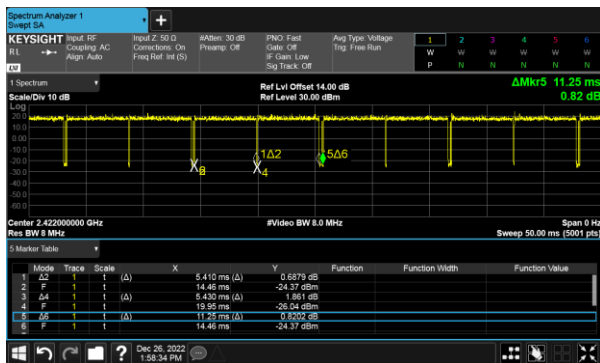 Spectrum Analyzer 1
Swept SA
KEYSIGHT Input: RF Input Z: 50 Ω #Atten: 30 dB PNO: Fast Avg Type: Voltage 1 2 3 4 5 6
RL Coupling: AC Corrections: On Preamp: Off Gate: Off Trig: Free Run W W W W W W
Align: Auto Freq Ref: Int (S) IF Gain: Low P N N N N N
LXI Sig Track: Off
1 Spectrum Ref Lvl Offset 14.00 dB ΔMkr5 11.25 ms
Scale/Div 10 dB Ref Level 30.00 dBm 0.82 dB
Log
20.0
10.0
0.00
-10.0
-20.0 1Δ2 5Δ6
-30.0 4
-40.0
-50.0
-60.0
Center 2.422000000 GHz #Video BW 8.0 MHz Span 0 Hz
Res BW 8 MHz Sweep 50.00 ms (5001 pts)
5 Marker Table
Mode Trace Scale X Y Function Function Width Function Value
1 Δ2 1 t (Δ) 5.410 ms (Δ) 0.6879 dB
2 F 1 t 14.46 ms -24.37 dBm
3 Δ4 1 t (Δ) 5.430 ms (Δ) 1.861 dB
4 F 1 t 19.95 ms -26.04 dBm
5 Δ6 1 t (Δ) 11.25 ms (Δ) 0.8202 dB
6 F 1 t 14.46 ms -24.37 dBm
? Dec 26, 2022
1:58:34 PM